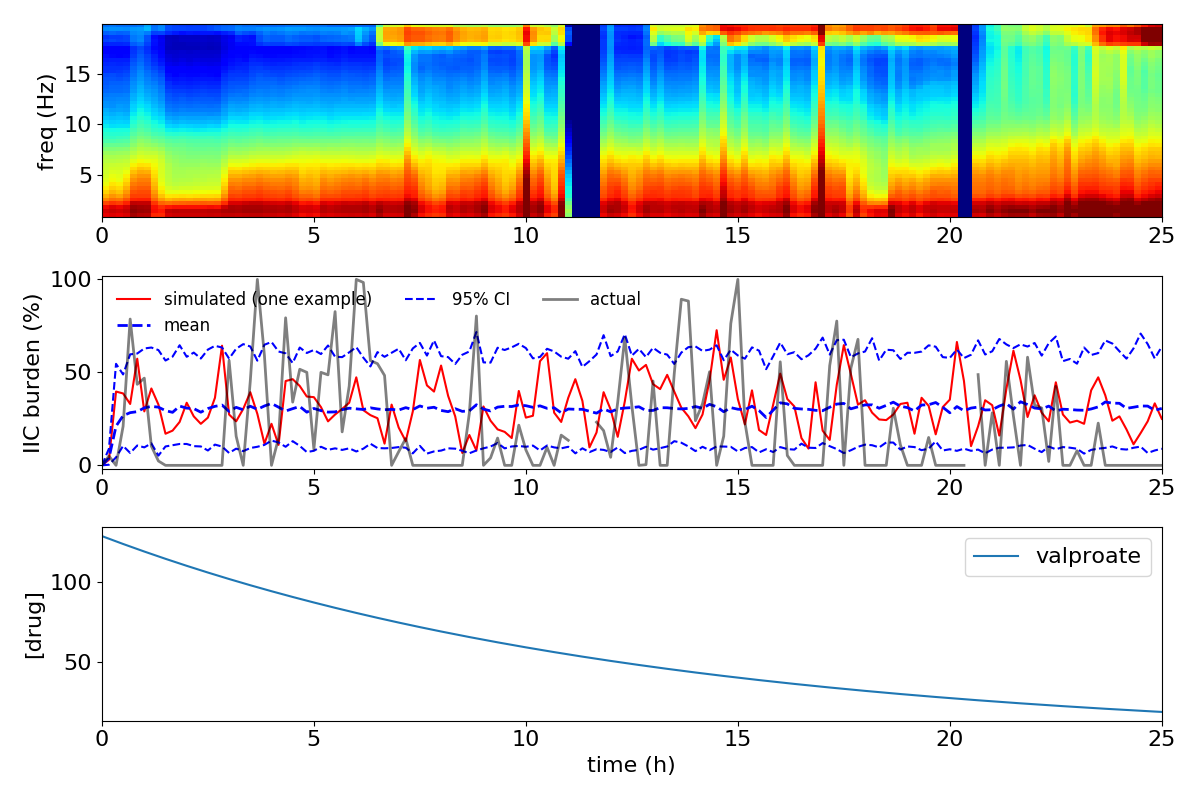 freq (Hz)
15
10
5
0 5 10 15 20 25
IIC burden (%)
100
50
0
simulated (one example) 95% CI actual
mean
0 5 10 15 20 25
[drug]
100
50
valproate
0 5 10 15 20 25
time (h)